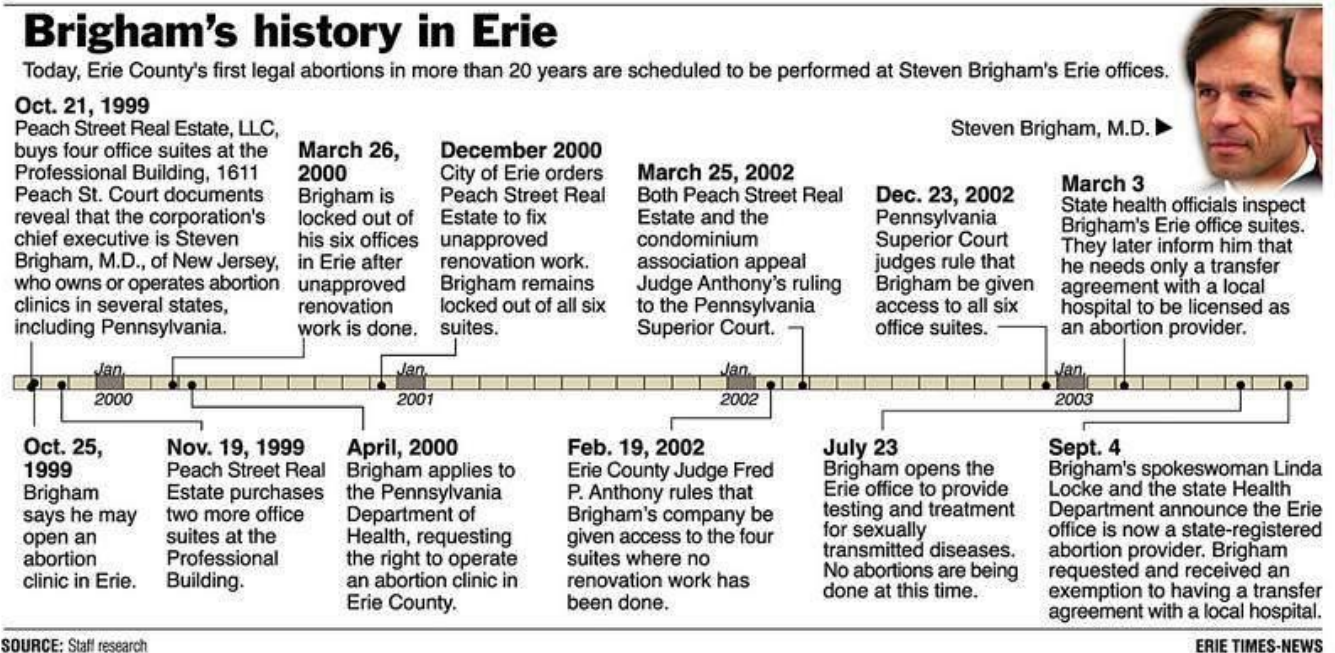 Brigham's history in Erie
Today, Erie County's first legal abortions in more than 20 years are scheduled to be performed at Steven Brigham's Erie offices.
Steven Brigham, M.D. ▶
Oct. 21, 1999
Peach Street Real Estate, LLC,
buys four office suites at the
Professional Building, 1611
Peach St. Court documents
reveal that the corporation's
chief executive is Steven
Brigham, M.D., of New Jersey,
who owns or operates abortion
clinics in several states,
including Pennsylvania.
March 26,
2000
Brigham is
locked out of
his six offices
in Erie after
unapproved
renovation
work is done.
December 2000
City of Erie orders
Peach Street Real
Estate to fix
unapproved
renovation work.
Brigham remains
locked out of all six
suites.
March 25, 2002
Both Peach Street Real
Estate and the
condominium
association appeal
Judge Anthony's ruling
to the Pennsylvania
Superior Court.
Dec. 23, 2002
Pennsylvania
Superior Court
judges rule that
Brigham be given
access to all six
office suites.
March 3
State health officials inspect
Brigham's Erie office suites.
They later inform him that
he needs only a transfer
agreement with a local
hospital to be licensed as
an abortion provider.
Jan.
2000
Jan.
2001
Jan.
2002
Jan.
2003
Oct. 25,
1999
Brigham
says he may
open an
abortion
clinic in Erie.
Nov. 19, 1999
Peach Street Real
Estate purchases
two more office
suites at the
Professional
Building.
April, 2000
Brigham applies to
the Pennsylvania
Department of
Health, requesting
the right to operate
an abortion clinic in
Erie County.
Feb. 19, 2002
Erie County Judge Fred
P. Anthony rules that
Brigham's company be
given access to the four
suites where no
renovation work has
been done.
July 23
Brigham opens the
Erie office to provide
testing and treatment
for sexually
transmitted diseases.
No abortions are being
done at this time.
Sept. 4
Brigham's spokeswoman Linda
Locke and the state Health
Department announce the Erie
office is now a state-registered
abortion provider. Brigham
requested and received an
exemption to having a transfer
agreement with a local hospital.
SOURCE: Staff research
ERIE TIMES-NEWS